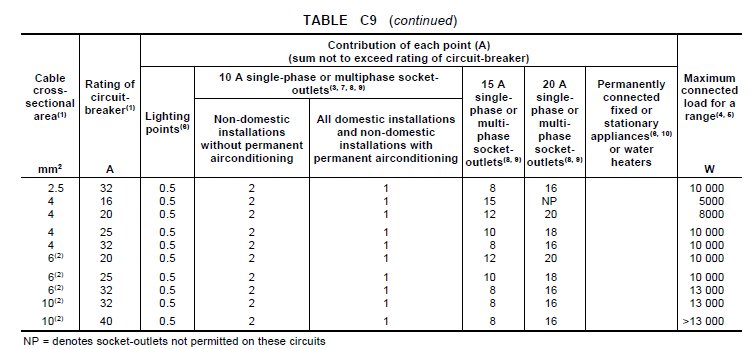 TABLE C9 (continued)
Contribution of each point (A)
(sum not to exceed rating of circuit-breaker)
Cable cross-sectional area(1)
mm²
Rating of circuit-breaker(1)
A
Lighting points(6)
10 A single-phase or multiphase socket-outlets(3, 7, 8, 9)
Non-domestic installations without permanent airconditioning
All domestic installations and non-domestic installations with permanent airconditioning
15 A single-phase or multi-phase socket-outlets(8, 9)
20 A single-phase or multi-phase socket-outlets(8, 9)
Permanently connected fixed or stationary appliances(6, 10) or water heaters
Maximum connected load for a range(4, 5)
W
2.5 32 0.5 2 1 8 16 10 000
4 16 0.5 2 1 15 NP 5000
4 20 0.5 2 1 12 20 8000
4 25 0.5 2 1 10 18 10 000
4 32 0.5 2 1 8 16 10 000
6(2) 20 0.5 2 1 12 20 10 000
6(2) 25 0.5 2 1 10 18 10 000
6(2) 32 0.5 2 1 8 16 13 000
10(2) 32 0.5 2 1 8 16 13 000
10(2) 40 0.5 2 1 8 16 >13 000
NP = denotes socket-outlets not permitted on these circuits